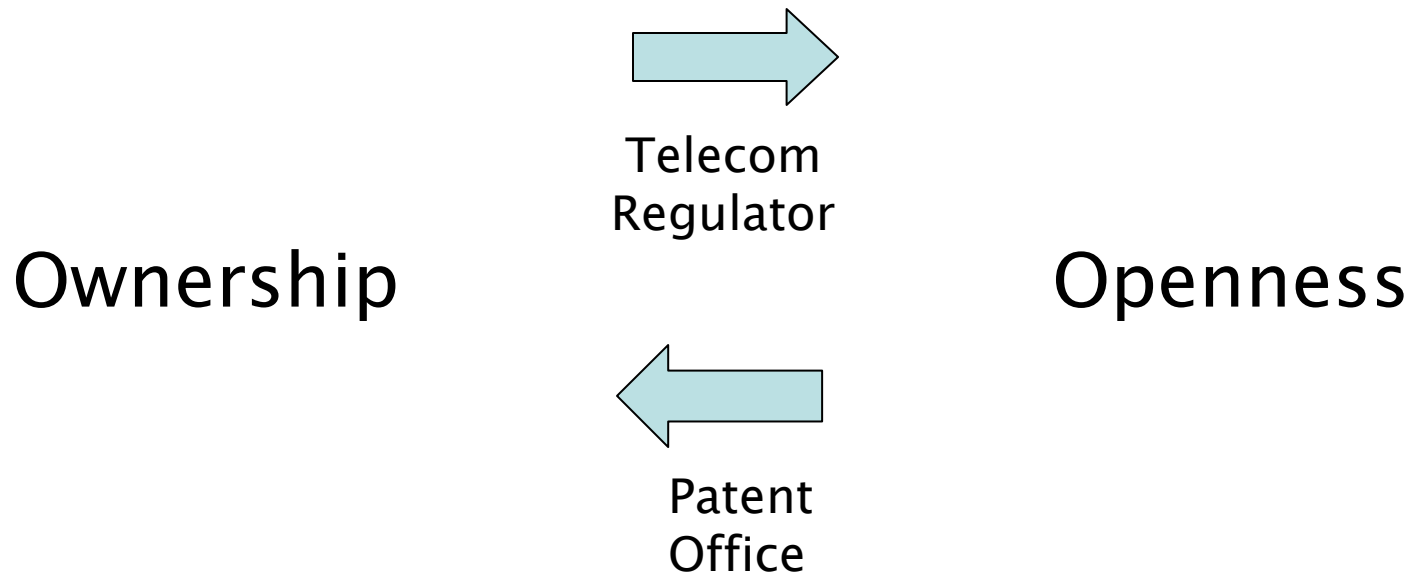 Telecom
Regulator
Ownership
Openness
Patent
Office